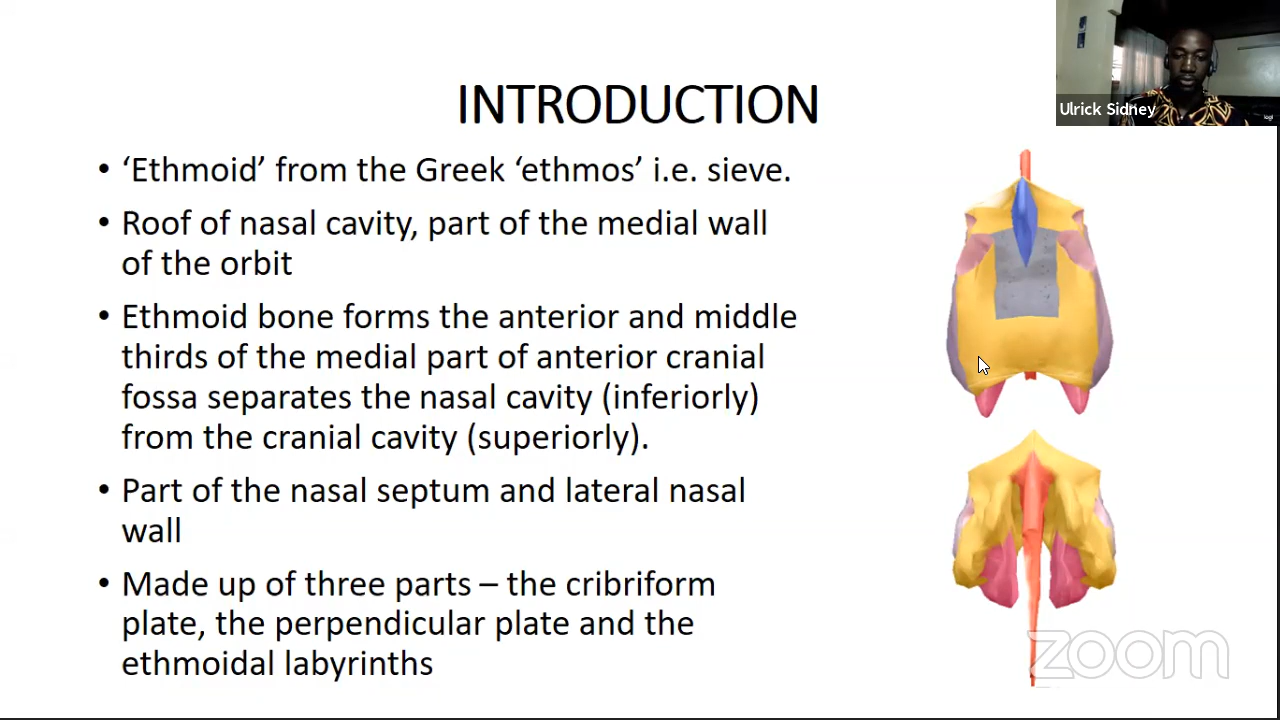 INTRODUCTION
Ulrick Sidney
• ‘Ethmoid’ from the Greek ‘ethmos’ i.e. sieve.
• Roof of nasal cavity, part of the medial wall
of the orbit
• Ethmoid bone forms the anterior and middle
thirds of the medial part of anterior cranial
fossa separates the nasal cavity (inferiorly)
from the cranial cavity (superiorly).
• Part of the nasal septum and lateral nasal
wall
• Made up of three parts – the cribriform
plate, the perpendicular plate and the
ethmoidal labyrinths
zoom